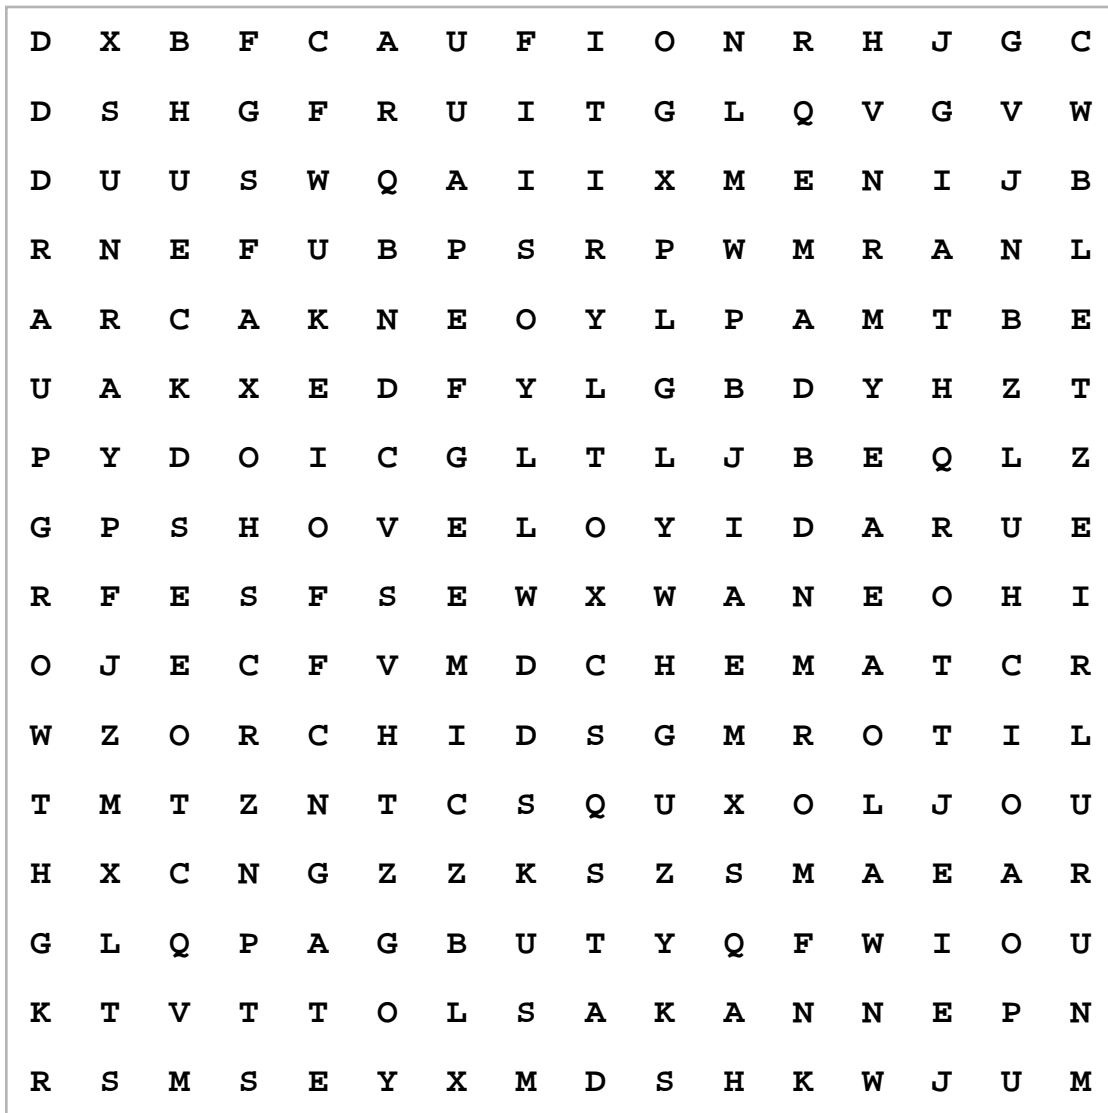 D X B F C A U F I O N R H J G C
D S H G F R U I T G L Q V G V W
D U U S W Q A I I X M E N I J B
R N E F U B P S R P W M R A N L
A R C A K N E O Y L P A M T B E
U A K X E D F Y L G B D Y H Z T
P Y D O I C G L T L J B E Q L Z
G P S H O V E L O Y I D A R U E
R F E S F S E W X W A N E O H I
O J E C F V M D C H E M A T C R
W Z O R C H I D S G M R O T I L
T M T Z N T C S Q U X O L J O U
H X C N G Z Z K S Z S M A E A R
G L Q P A G B U T Y Q F W I O U
K T V T T O L S A K A N N E P N
R S M S E Y X M D S H K W J U M